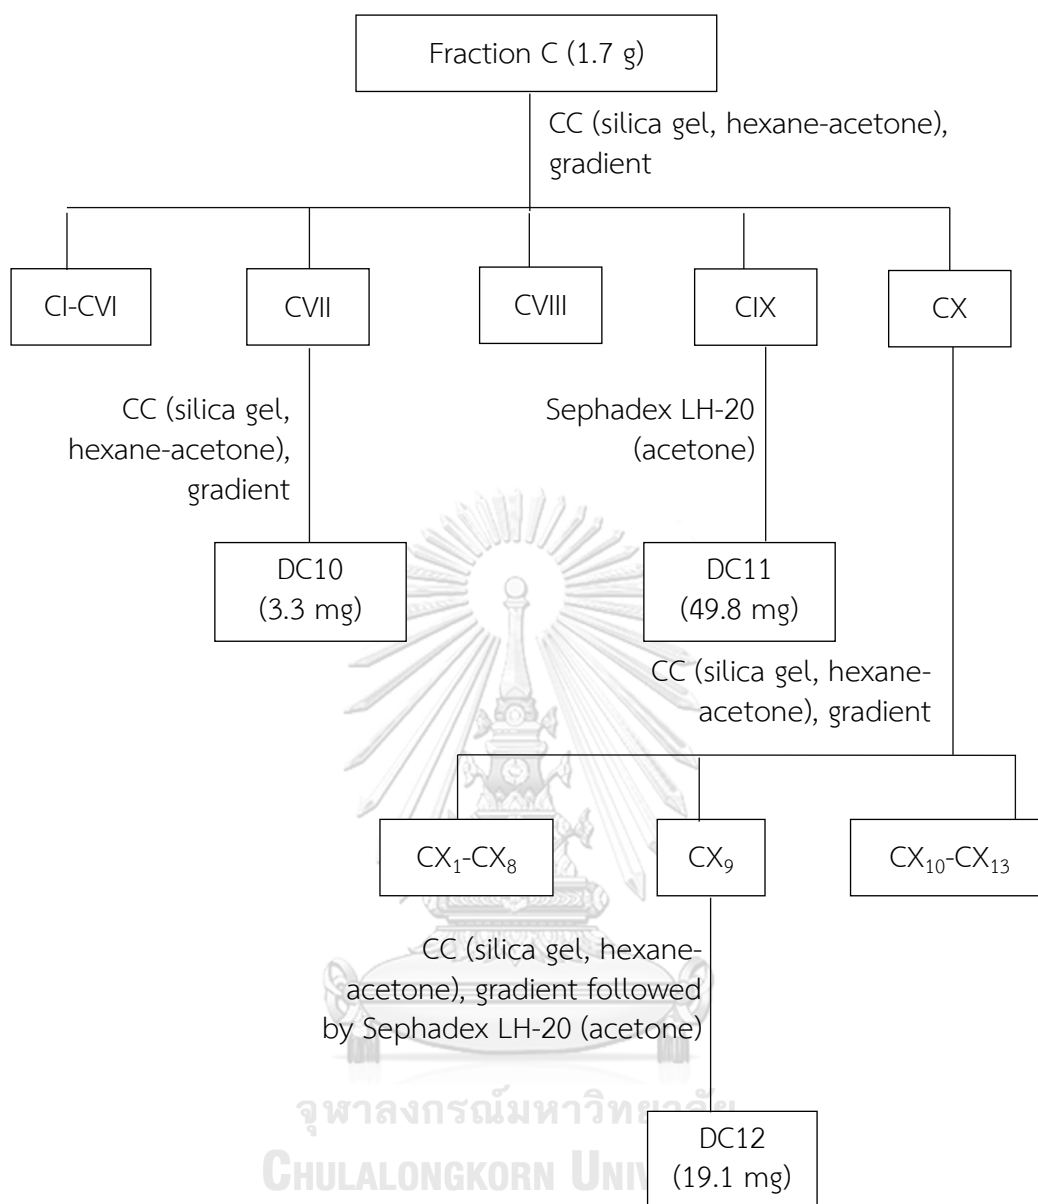 Fraction C (1.7 g)
CC (silica gel, hexane-acetone),
gradient
CI-CVI
CVII
CVIII
CIX
CX
CC (silica gel,
hexane-acetone),
gradient
Sephadex LH-20
(acetone)
DC10
(3.3 mg)
DC11
(49.8 mg)
CC (silica gel, hexane-
acetone), gradient
CX₁-CX₈
CX₉
CX₁₀-CX₁₃
CC (silica gel, hexane-
acetone), gradient followed
by Sephadex LH-20 (acetone)
จุฬาลงกรณ์มหาวิทยาลัย
DC12
(19.1 mg)
CHULALONGKORN